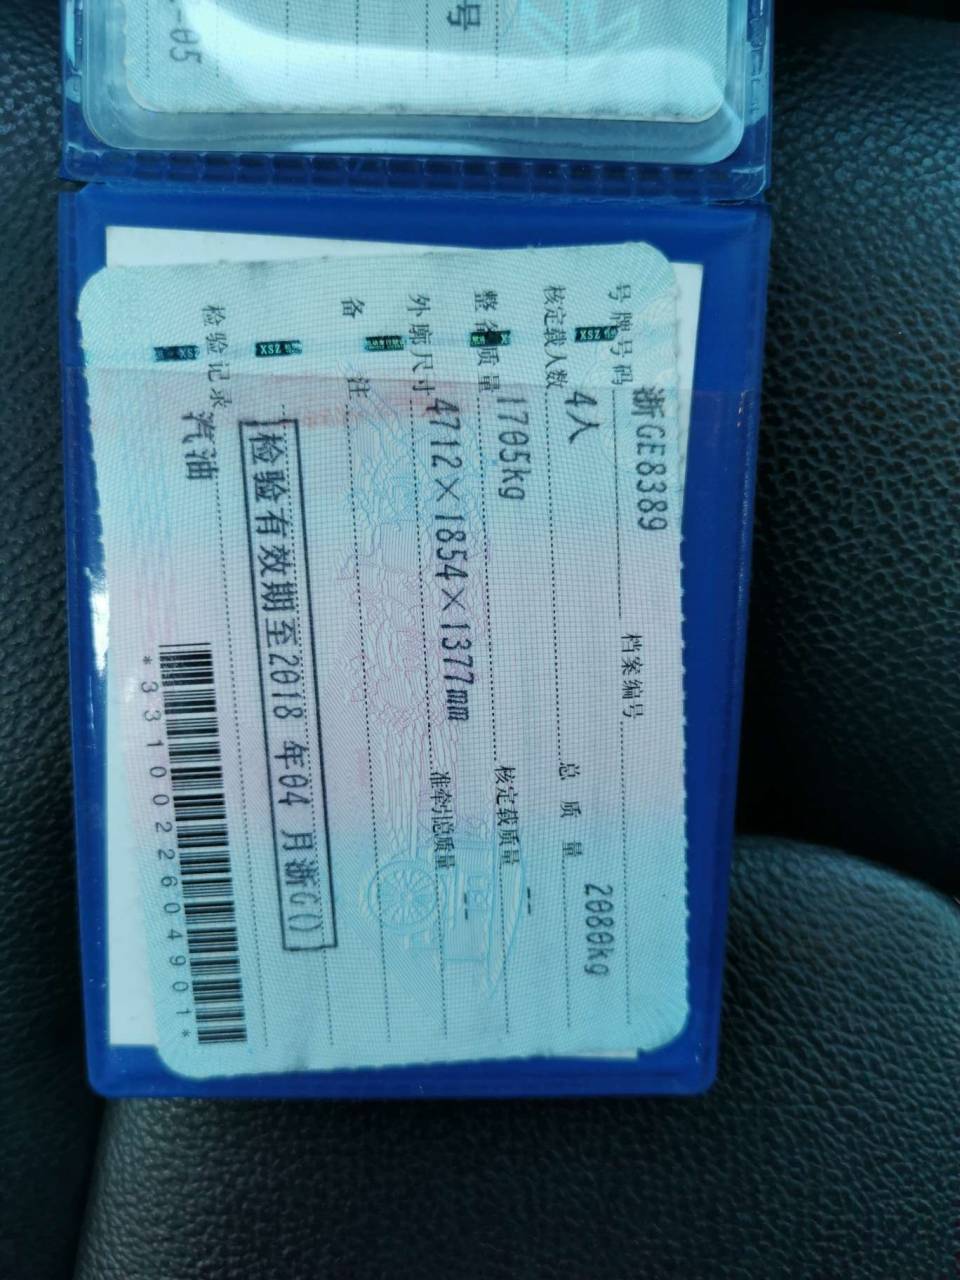 号
-05
号牌号码 浙GE8389 档案编号
核定载人数 4人 总质量 2080kg
整备质量 1705kg 核定载质量 --
外廓尺寸 4712×1854×1377mm 准牵引总质量 --
备注
检验有效期至2018年04月浙G()
检验记录
汽油
*3310022604901*